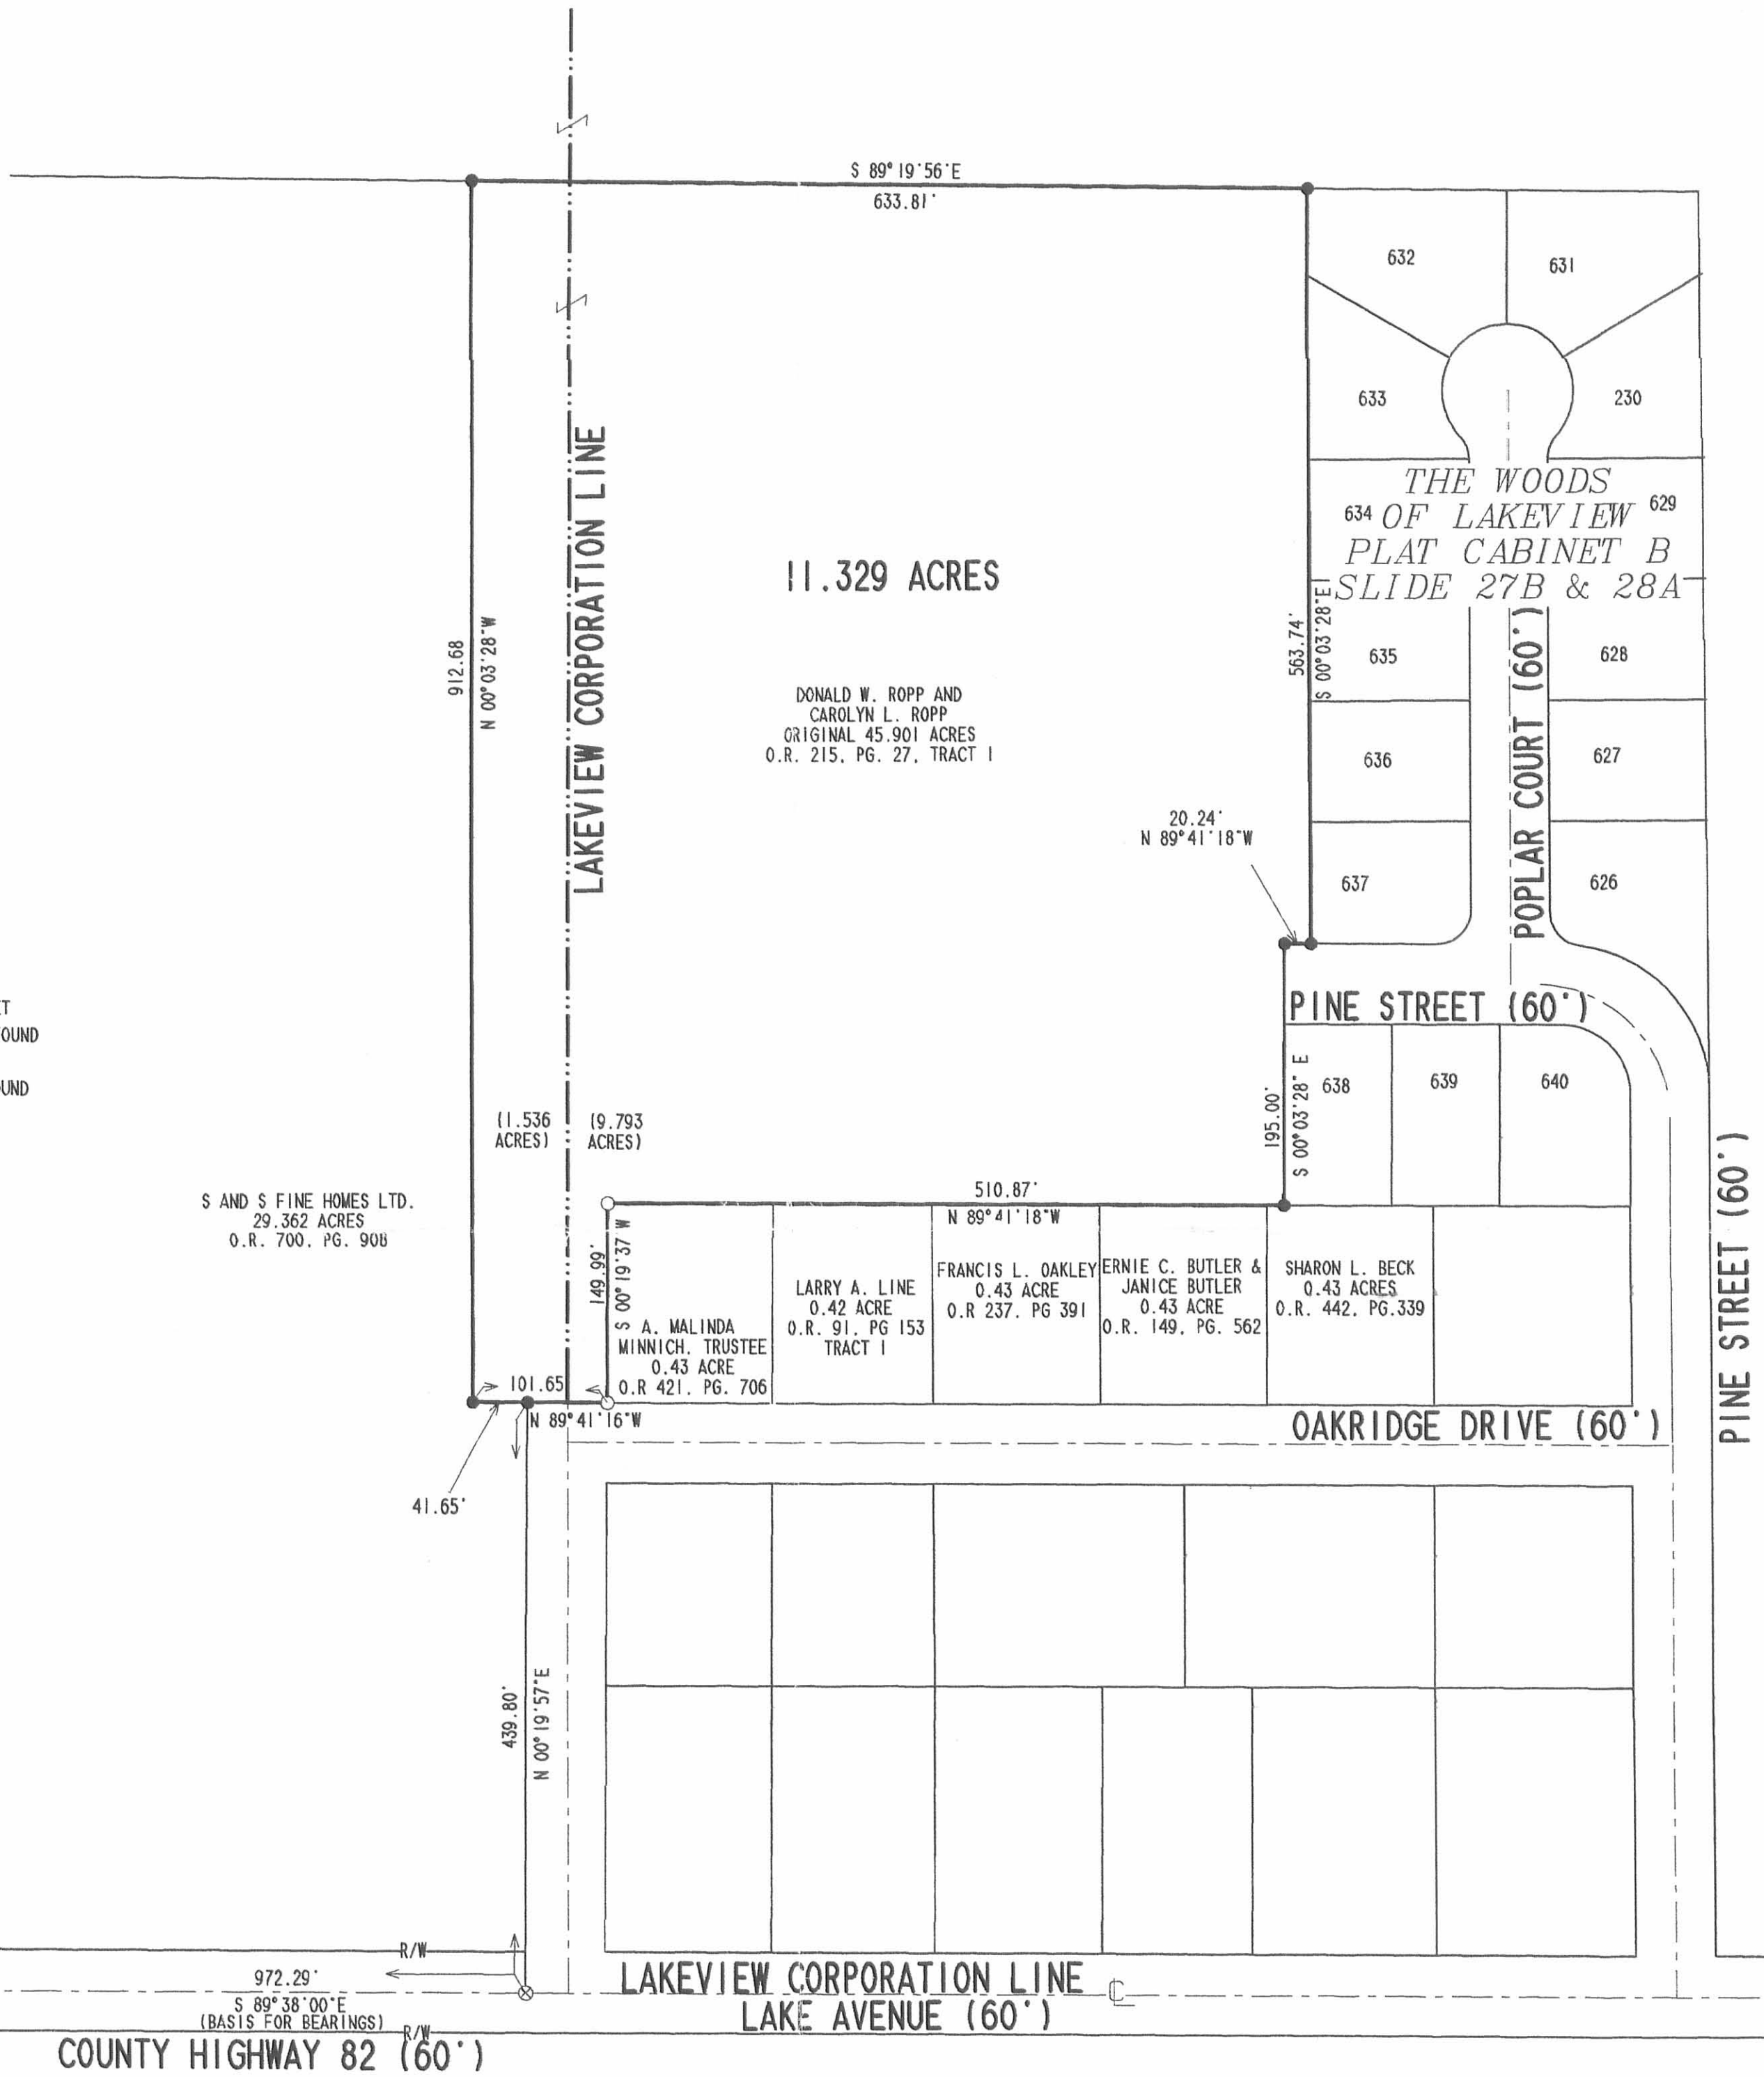 S 89°19'56"E
633.81'
632
631
633
230
THE WOODS
634 OF LAKEVIEW 629
PLAT CABINET B
SLIDE 27B & 28A
LAKEVIEW CORPORATION LINE
11.329 ACRES
912.68
N 00°03'28"W
563.74'
S 00°03'28"E
635
628
DONALD W. ROPP AND
CAROLYN L. ROPP
ORIGINAL 45.901 ACRES
O.R. 215, PG. 27, TRACT 1
636
627
POPLAR COURT (60')
20.24'
N 89°41'18"W
637
626
OUND
UND
PINE STREET (60')
195.00'
S 00°03'28" E
638
639
640
(1.536
ACRES)
(9.793
ACRES)
PINE STREET (60')
S AND S FINE HOMES LTD.
29.362 ACRES
O.R. 700, PG. 908
510.87'
N 89°41'18"W
149.99'
S 00°19'37 W
A. MALINDA
MINNICH, TRUSTEE
0.43 ACRE
O.R 421, PG. 706
LARRY A. LINE
0.42 ACRE
O.R. 91, PG 153
TRACT 1
FRANCIS L. OAKLEY
0.43 ACRE
O.R 237, PG 391
ERNIE C. BUTLER &
JANICE BUTLER
0.43 ACRE
O.R. 149, PG. 562
SHARON L. BECK
0.43 ACRES
O.R. 442, PG.339
101.65
N 89°41'16"W
41.65'
OAKRIDGE DRIVE (60')
439.80'
N 00°19'57"E
R/W
972.29'
S 89°38'00"E
(BASIS FOR BEARINGS)
R/W
LAKEVIEW CORPORATION LINE
LAKE AVENUE (60')
COUNTY HIGHWAY 82 (60')